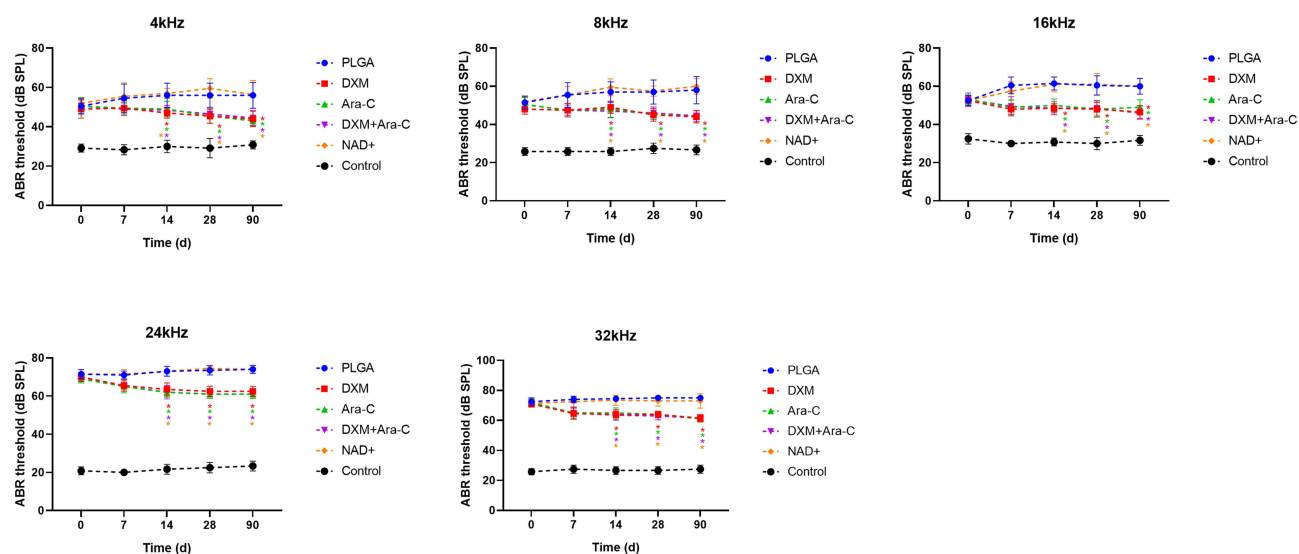 4kHz
ABR threshold (dB SPL)
80
60
40
20
0
0 7 14 28 90
Time (d)
PLGA
DXM
Ara-C
DXM+Ara-C
NAD+
Control
8kHz
ABR threshold (dB SPL)
80
60
40
20
0
0 7 14 28 90
Time (d)
PLGA
DXM
Ara-C
DXM+Ara-C
NAD+
Control
16kHz
ABR threshold (dB SPL)
80
60
40
20
0
0 7 14 28 90
Time (d)
PLGA
DXM
Ara-C
DXM+Ara-C
NAD+
Control
24kHz
ABR threshold (dB SPL)
80
60
40
20
0
0 7 14 28 90
Time (d)
PLGA
DXM
Ara-C
DXM+Ara-C
NAD+
Control
32kHz
ABR threshold (dB SPL)
100
80
60
40
20
0
0 7 14 28 90
Time (d)
PLGA
DXM
Ara-C
DXM+Ara-C
NAD+
Control